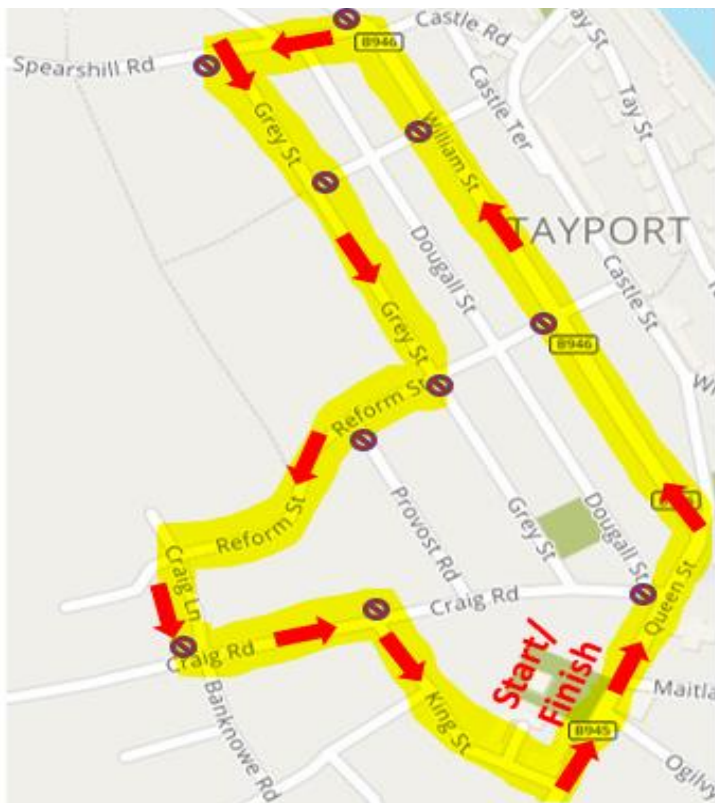 Castle Rd
Tay St
B946
Spearshill Rd
Castle Ter
Tay St
Grey St
William St
TAYPORT
Dougall St
Castle St
Grey St
B946
Reform St
Provost Rd
Reform St
Grey St
Dougall St
Queen St
Craig Ln
Craig Rd
Craig Rd
Start/
Finish
King St
Banknowe Rd
Maitla
B945
Ogilvy